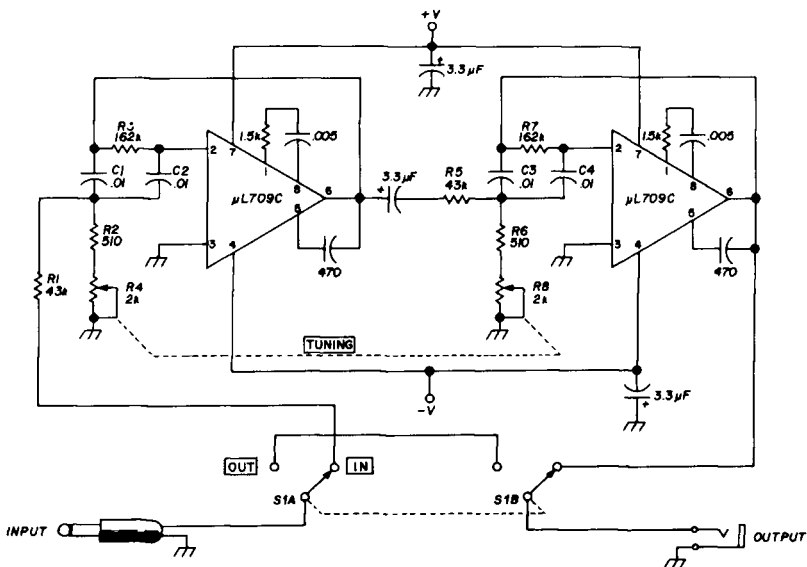 +V
3.3µF
+
R3
162k
C1
.01
C2
.01
2
7
1.5k
1
.005
8
µL709C
6
5
3
4
470
R2
510
R1
43k
R4
2k
3.3µF
+
R5
43k
R7
162k
C3
.01
C4
.01
2
7
1.5k
1
.005
8
µL709C
6
5
3
4
470
R6
510
R8
2k
TUNING
-V
3.3µF
+
OUT
IN
S1A
S1B
INPUT
OUTPUT